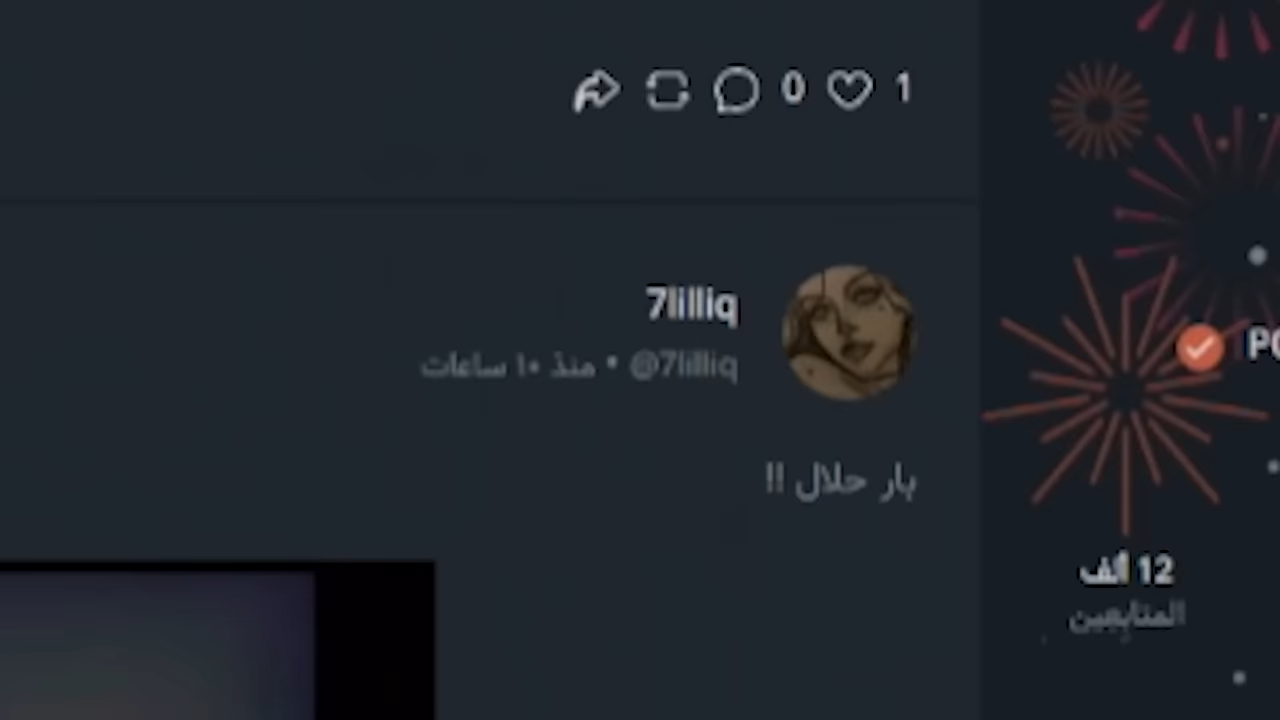 0 1
7lilliq
@7lilliq • منذ ١٠ ساعات
بار حلال !!
12 ألف
المتابعين